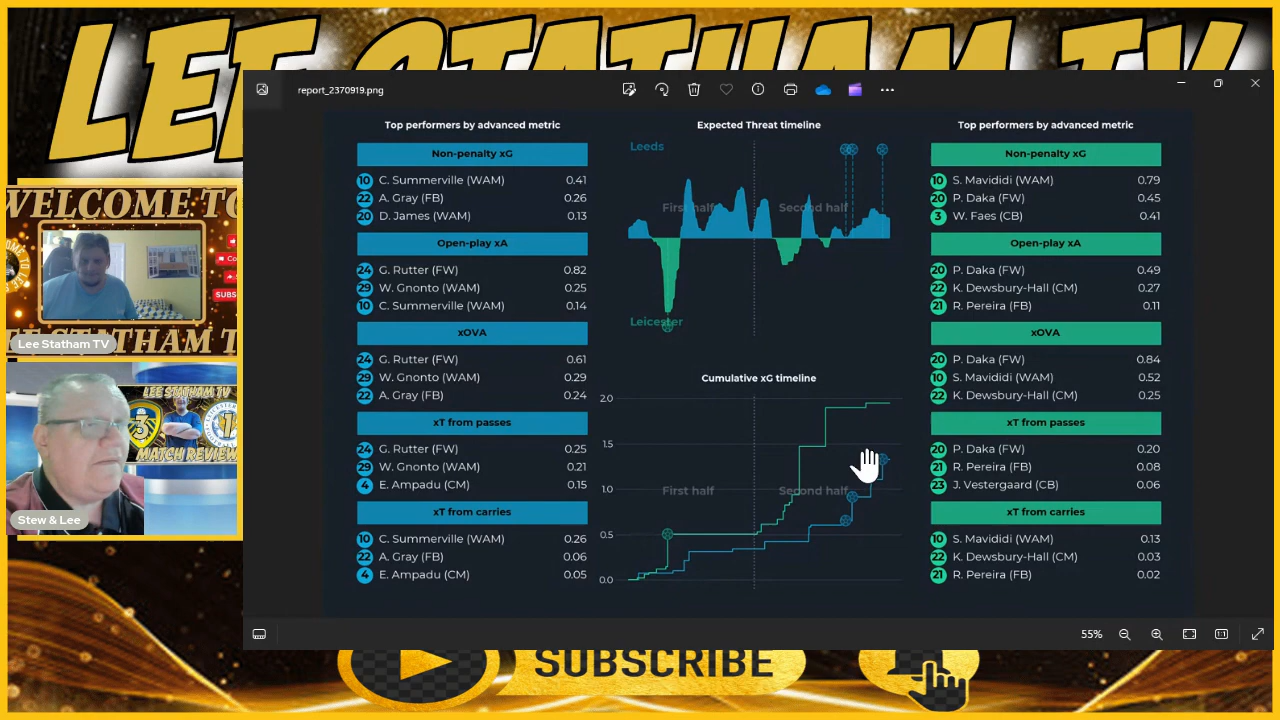 LEE STATHAM TV
report_2370919.png
Top performers by advanced metric
Non-penalty xG
10 C. Summerville (WAM) 0.41
22 A. Gray (FB) 0.26
20 D. James (WAM) 0.13
Open-play xA
24 G. Rutter (FW) 0.82
29 W. Gnonto (WAM) 0.25
10 C. Summerville (WAM) 0.14
xOVA
24 G. Rutter (FW) 0.61
29 W. Gnonto (WAM) 0.29
22 A. Gray (FB) 0.24
xT from passes
24 G. Rutter (FW) 0.25
29 W. Gnonto (WAM) 0.21
4 E. Ampadu (CM) 0.15
xT from carries
10 C. Summerville (WAM) 0.26
22 A. Gray (FB) 0.06
4 E. Ampadu (CM) 0.05
Expected Threat timeline
Leeds
First half Second half
Leicester
Cumulative xG timeline
2.0
1.5
1.0
First half Second half
0.5
0.0
Top performers by advanced metric
Non-penalty xG
10 S. Mavididi (WAM) 0.79
20 P. Daka (FW) 0.45
3 W. Faes (CB) 0.41
Open-play xA
20 P. Daka (FW) 0.49
22 K. Dewsbury-Hall (CM) 0.27
21 R. Pereira (FB) 0.11
xOVA
20 P. Daka (FW) 0.84
10 S. Mavididi (WAM) 0.52
22 K. Dewsbury-Hall (CM) 0.25
xT from passes
20 P. Daka (FW) 0.20
21 R. Pereira (FB) 0.08
23 J. Vestergaard (CB) 0.06
xT from carries
10 S. Mavididi (WAM) 0.13
22 K. Dewsbury-Hall (CM) 0.03
21 R. Pereira (FB) 0.02
55%
WELCOME TO
LEE STATHAM T
Lee Statham TV
LEE STATHAM TV
MATCH REVIEW
Stew & Lee
SUBSCRIBE